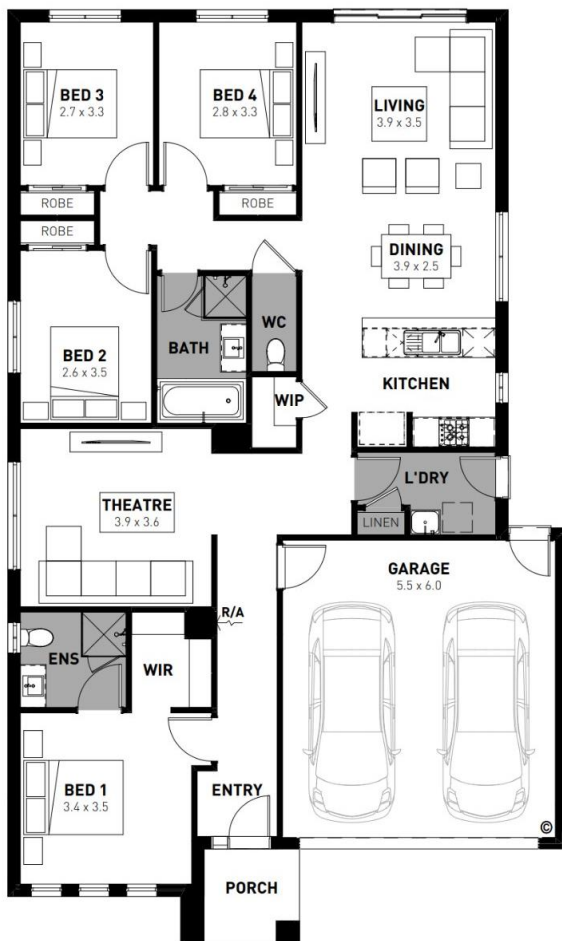 BED 3
2.7 x 3.3
BED 4
2.8 x 3.3
LIVING
3.9 x 3.5
ROBE
ROBE
ROBE
DINING
3.9 x 2.5
BED 2
2.6 x 3.5
BATH
WC
WIP
KITCHEN
THEATRE
3.9 x 3.6
L'DRY
LINEN
GARAGE
5.5 x 6.0
R/A
ENS
WIR
BED 1
3.4 x 3.5
ENTRY
©
PORCH